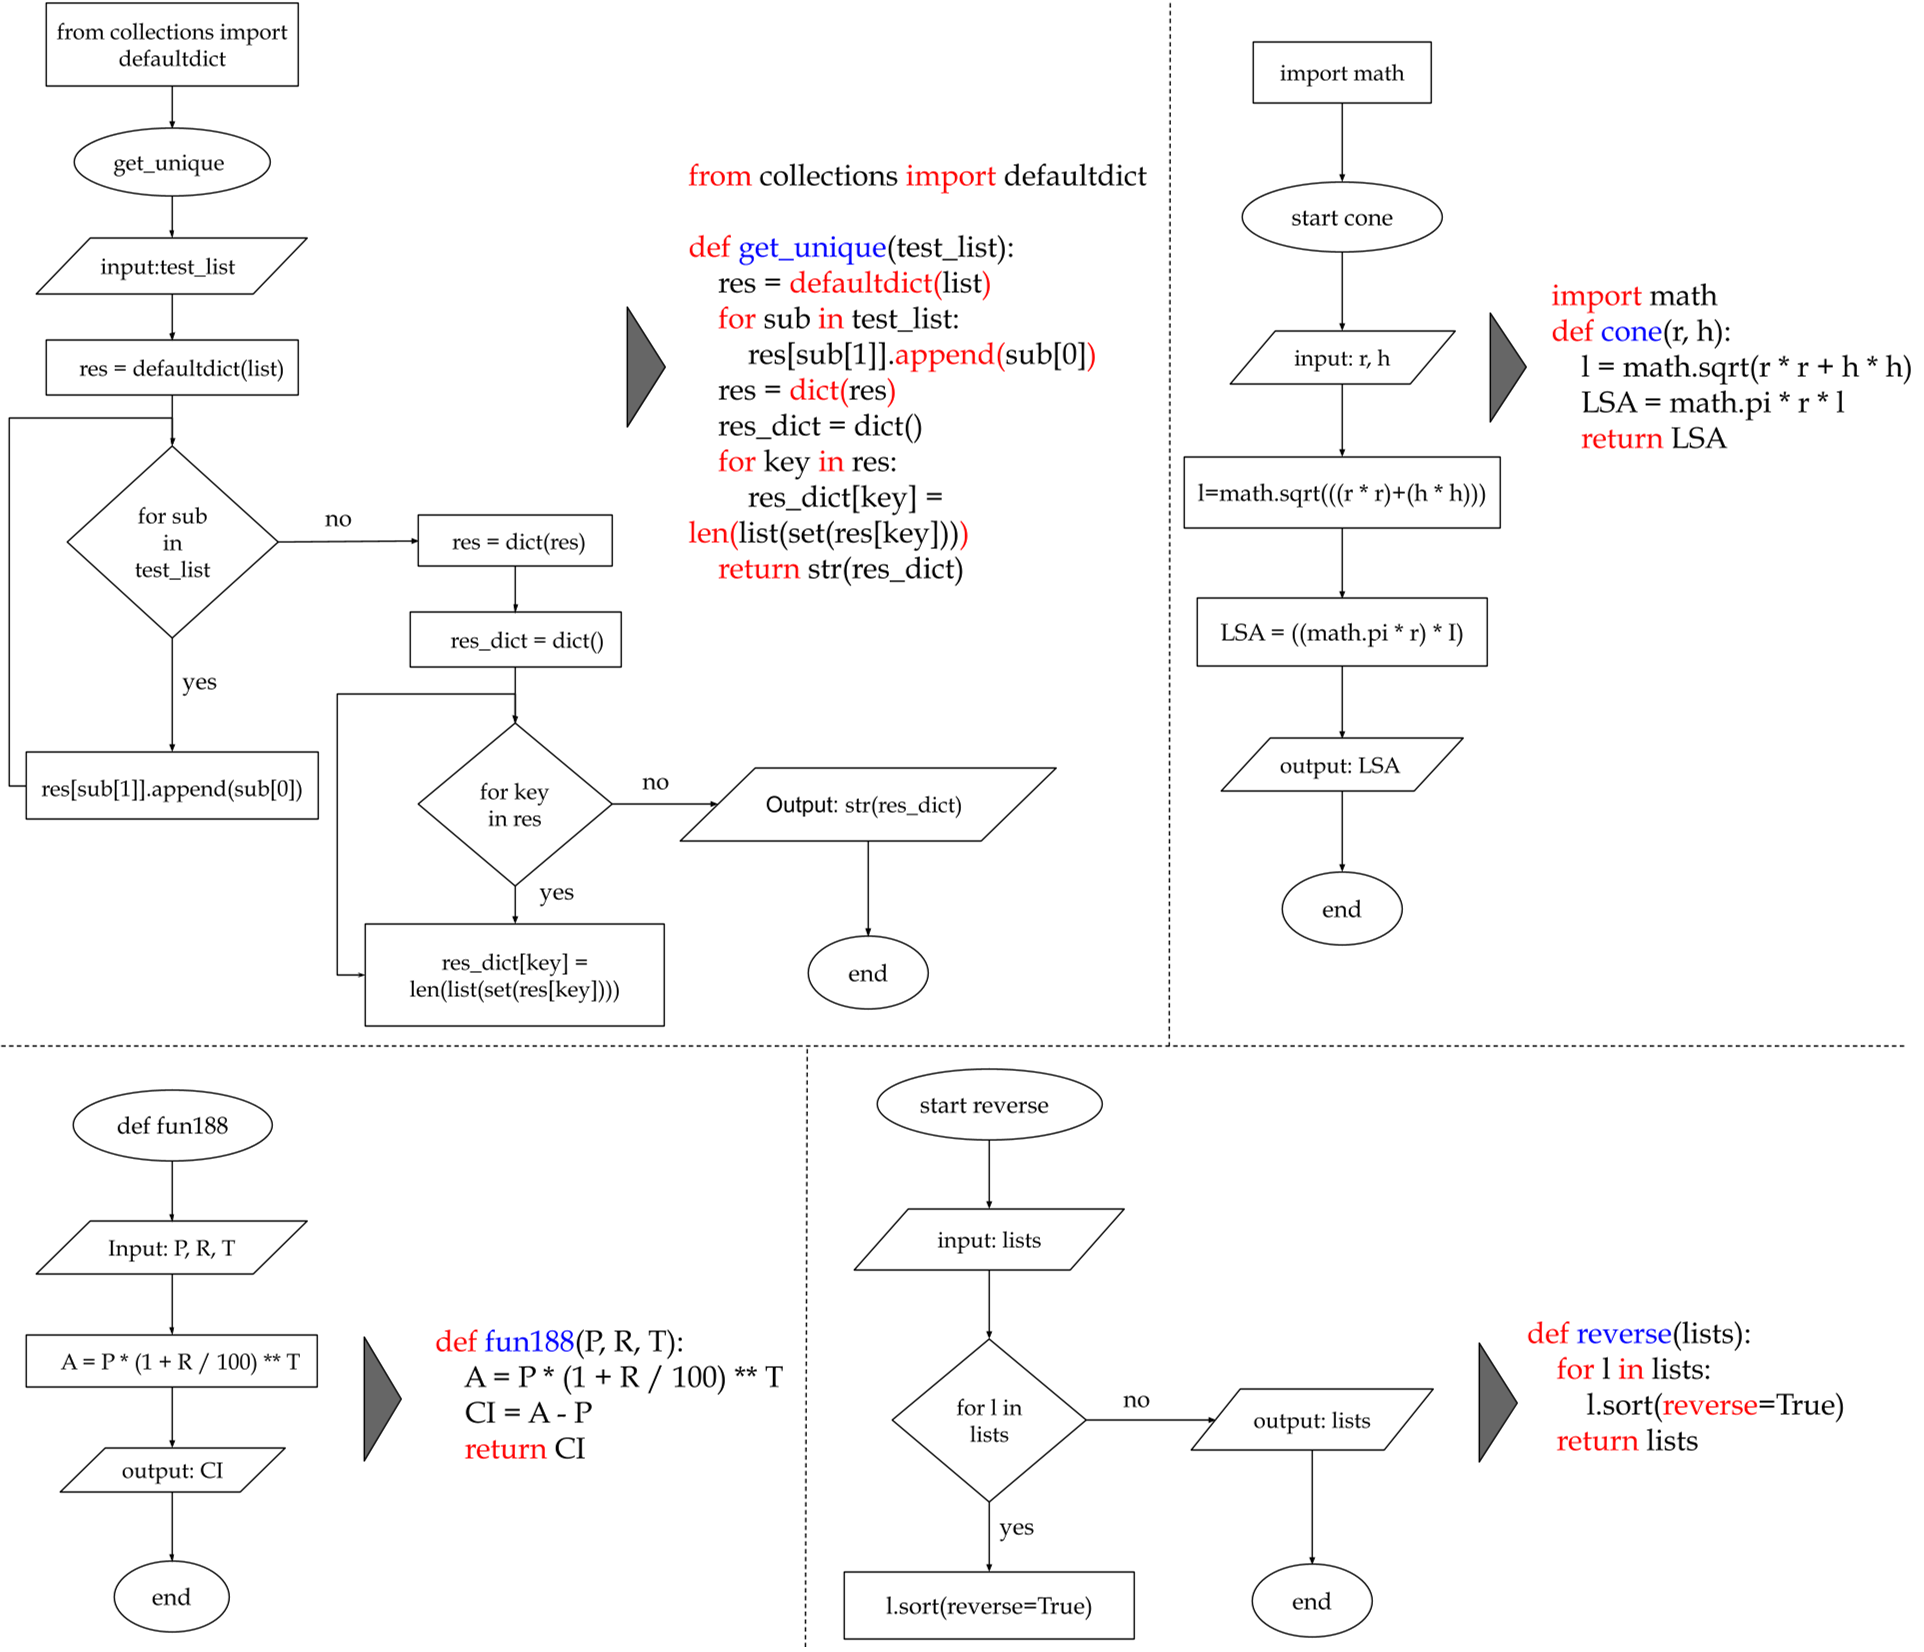 from collections import
defaultdict
get_unique
input:test_list
res = defaultdict(list)
for sub
in
test_list
no
yes
res[sub[1]].append(sub[0])
res = dict(res)
res_dict = dict()
for key
in res
no
yes
res_dict[key] =
len(list(set(res[key])))
Output: str(res_dict)
end
from collections import defaultdict
def get_unique(test_list):
res = defaultdict(list)
for sub in test_list:
res[sub[1]].append(sub[0])
res = dict(res)
res_dict = dict()
for key in res:
res_dict[key] =
len(list(set(res[key])))
return str(res_dict)
import math
start cone
input: r, h
l=math.sqrt(((r * r)+(h * h)))
LSA = ((math.pi * r) * I)
output: LSA
end
import math
def cone(r, h):
l = math.sqrt(r * r + h * h)
LSA = math.pi * r * l
return LSA
def fun188
Input: P, R, T
A = P * (1 + R / 100) ** T
output: CI
end
def fun188(P, R, T):
A = P * (1 + R / 100) ** T
CI = A - P
return CI
start reverse
input: lists
for l in
lists
no
yes
output: lists
l.sort(reverse=True)
end
def reverse(lists):
for l in lists:
l.sort(reverse=True)
return lists